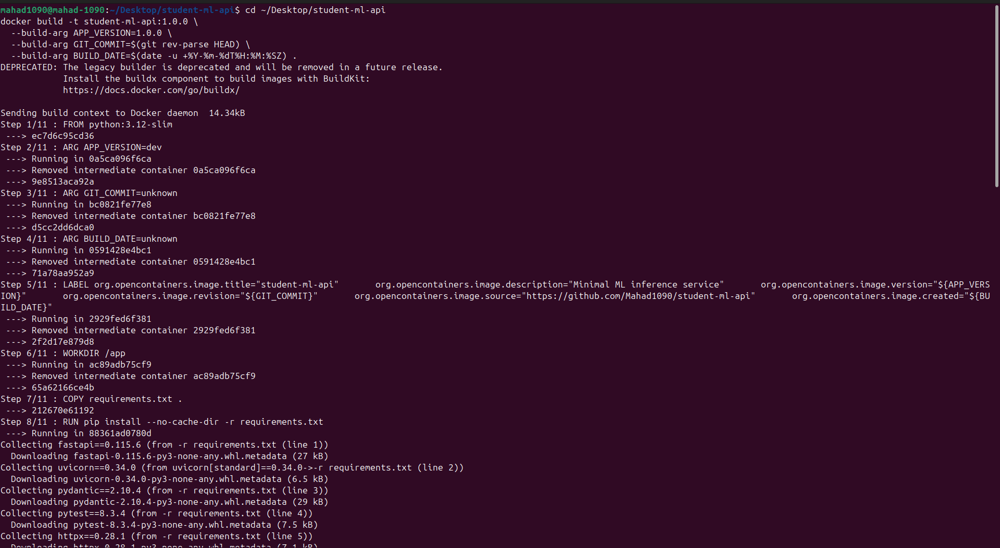 mahad1090@mahad-1090:~/Desktop/student-ml-api$ cd ~/Desktop/student-ml-api
docker build -t student-ml-api:1.0.0 \
  --build-arg APP_VERSION=1.0.0 \
  --build-arg GIT_COMMIT=$(git rev-parse HEAD) \
  --build-arg BUILD_DATE=$(date -u +%Y-%m-%dT%H:%M:%SZ) .
DEPRECATED: The legacy builder is deprecated and will be removed in a future release.
            Install the buildx component to build images with BuildKit:
            https://docs.docker.com/go/buildx/

Sending build context to Docker daemon  14.34kB
Step 1/11 : FROM python:3.12-slim
 ---> ec7d6c95cd36
Step 2/11 : ARG APP_VERSION=dev
 ---> Running in 0a5ca096f6ca
 ---> Removed intermediate container 0a5ca096f6ca
 ---> 9e8513aca92a
Step 3/11 : ARG GIT_COMMIT=unknown
 ---> Running in bc0821fe77e8
 ---> Removed intermediate container bc0821fe77e8
 ---> d5cc2dd6dca0
Step 4/11 : ARG BUILD_DATE=unknown
 ---> Running in 0591428e4bc1
 ---> Removed intermediate container 0591428e4bc1
 ---> 71a78aa952a9
Step 5/11 : LABEL org.opencontainers.image.title="student-ml-api"       org.opencontainers.image.description="Minimal ML inference service"       org.opencontainers.image.version="${APP_VERS
ION}"       org.opencontainers.image.revision="${GIT_COMMIT}"       org.opencontainers.image.source="https://github.com/Mahad1090/student-ml-api"       org.opencontainers.image.created="${BU
ILD_DATE}"
 ---> Running in 2929fed6f381
 ---> Removed intermediate container 2929fed6f381
 ---> 2f2d17e879d8
Step 6/11 : WORKDIR /app
 ---> Running in ac89adb75cf9
 ---> Removed intermediate container ac89adb75cf9
 ---> 65a62166ce4b
Step 7/11 : COPY requirements.txt .
 ---> 212670e61192
Step 8/11 : RUN pip install --no-cache-dir -r requirements.txt
 ---> Running in 88361ad0780d
Collecting fastapi==0.115.6 (from -r requirements.txt (line 1))
  Downloading fastapi-0.115.6-py3-none-any.whl.metadata (27 kB)
Collecting uvicorn==0.34.0 (from uvicorn[standard]==0.34.0->-r requirements.txt (line 2))
  Downloading uvicorn-0.34.0-py3-none-any.whl.metadata (6.5 kB)
Collecting pydantic==2.10.4 (from -r requirements.txt (line 3))
  Downloading pydantic-2.10.4-py3-none-any.whl.metadata (29 kB)
Collecting pytest==8.3.4 (from -r requirements.txt (line 4))
  Downloading pytest-8.3.4-py3-none-any.whl.metadata (7.5 kB)
Collecting httpx==0.28.1 (from -r requirements.txt (line 5))
  Downloading httpx-0.28.1-py3-none-any.whl.metadata (7.1 kB)